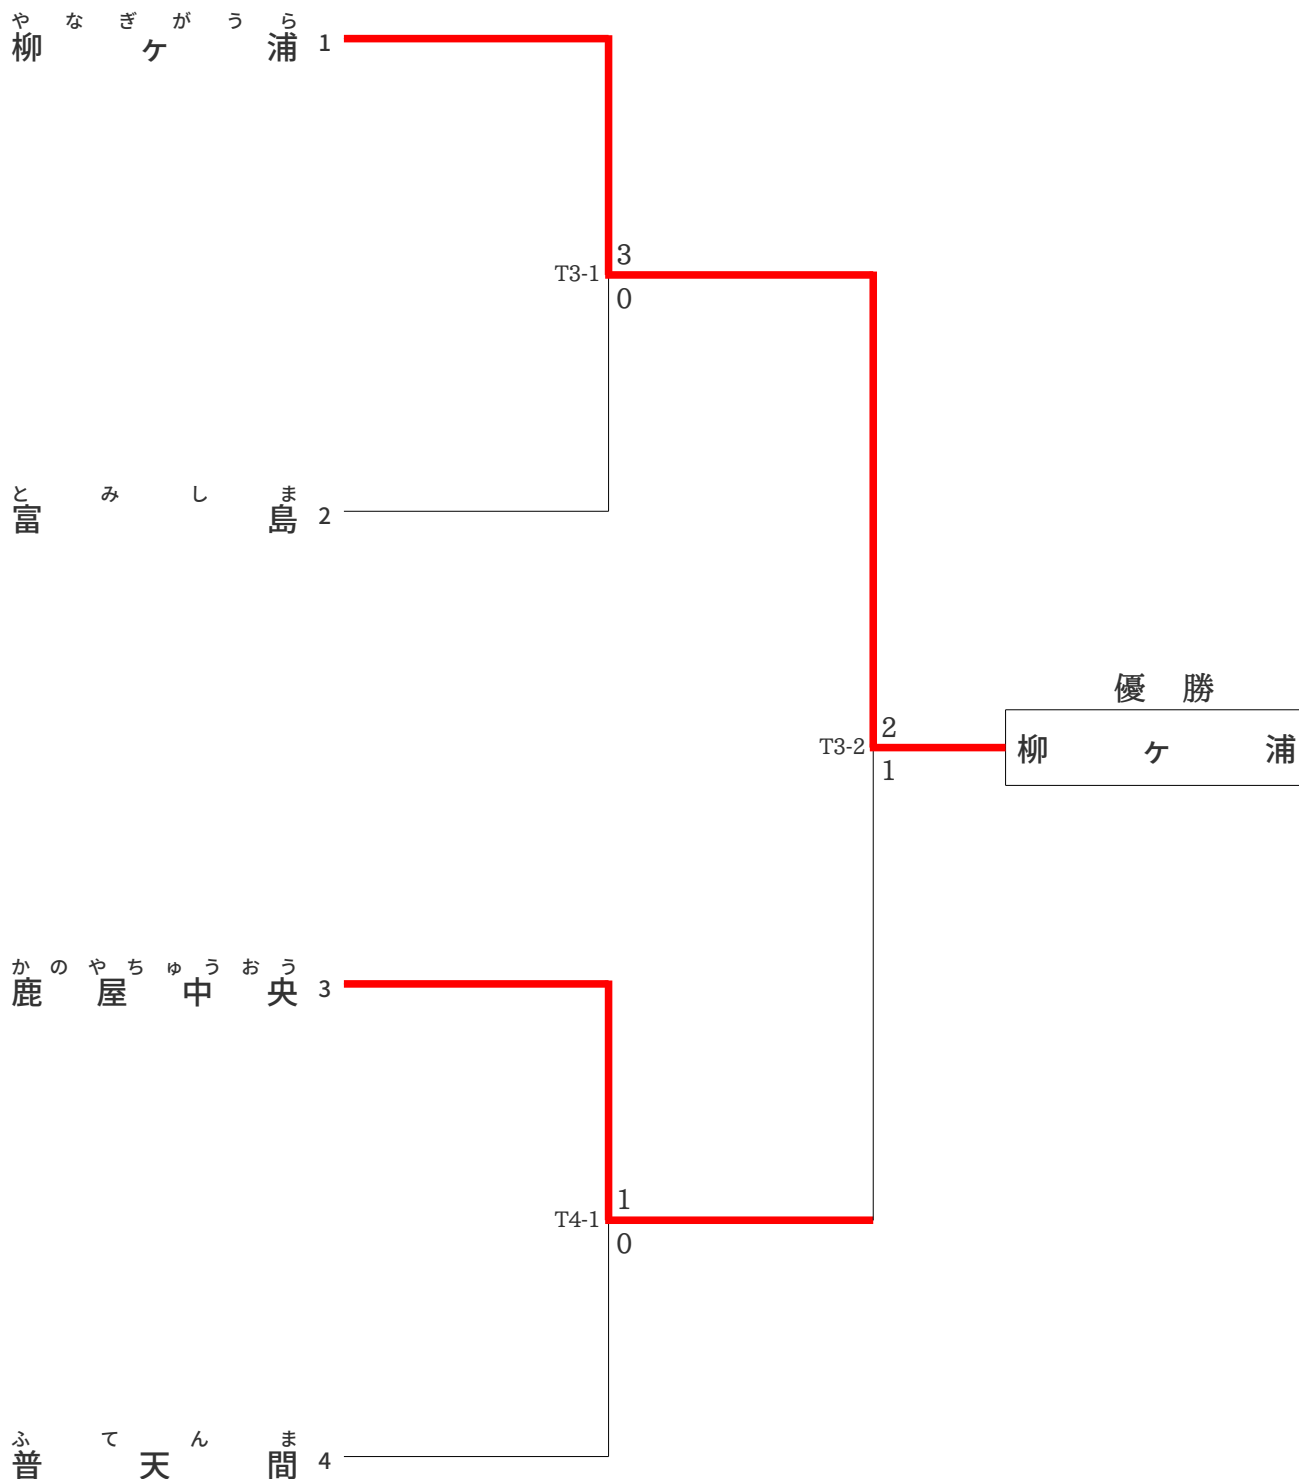 やなぎがうら
柳ヶ浦 1
3
T3-1
0
とみしま
富島 2
優勝
2
T3-2
柳ヶ浦
1
かのやちゅうおう
鹿屋中央 3
1
T4-1
0
ふてんま
普天間 4